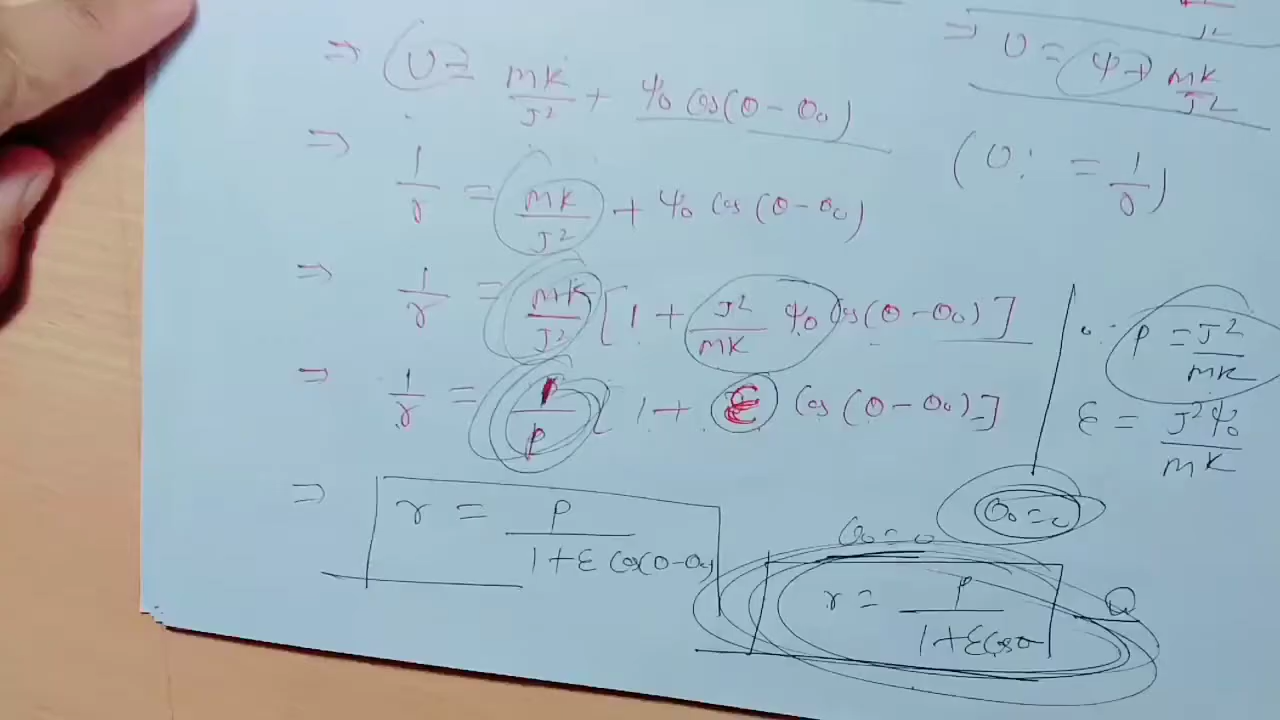 ⇒ U = mK/J² + ψ₀ Cos(θ - θ₀)
⇒ U = ψ + mK/J²
⇒ 1/r = mK/J² + ψ₀ Cos(θ - θ₀)
(U: = 1/r)
⇒ 1/r = mK/J² [1 + J²/mK ψ₀ Cos(θ - θ₀)]
∴ P = J²/mK
⇒ 1/r = 1/P [1 + ε Cos(θ - θ₀)]
ε = J²ψ₀/mK
⇒ r = P/1+ε Cos(θ-θ₀)
θ₀ = 0
θ₀ = 0
r = P/1+ε Cosθ